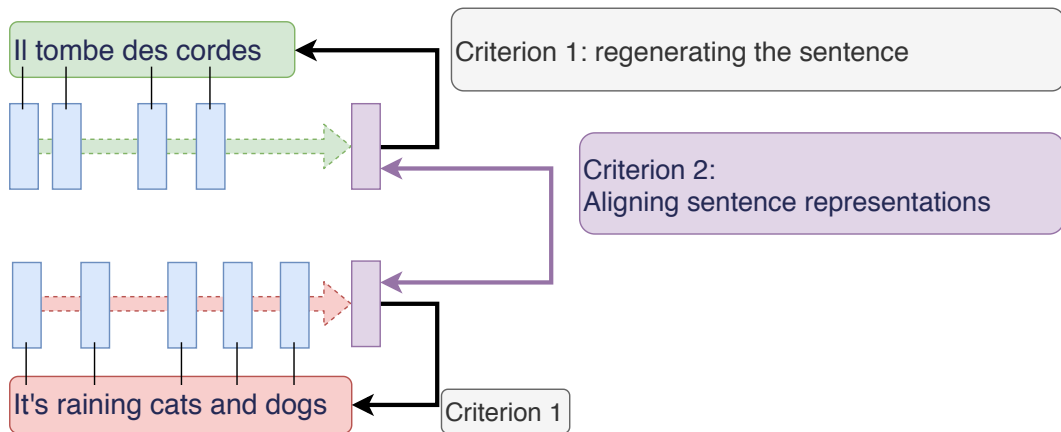 Il tombe des cordes
Criterion 1: regenerating the sentence
Criterion 2:
Aligning sentence representations
It's raining cats and dogs
Criterion 1